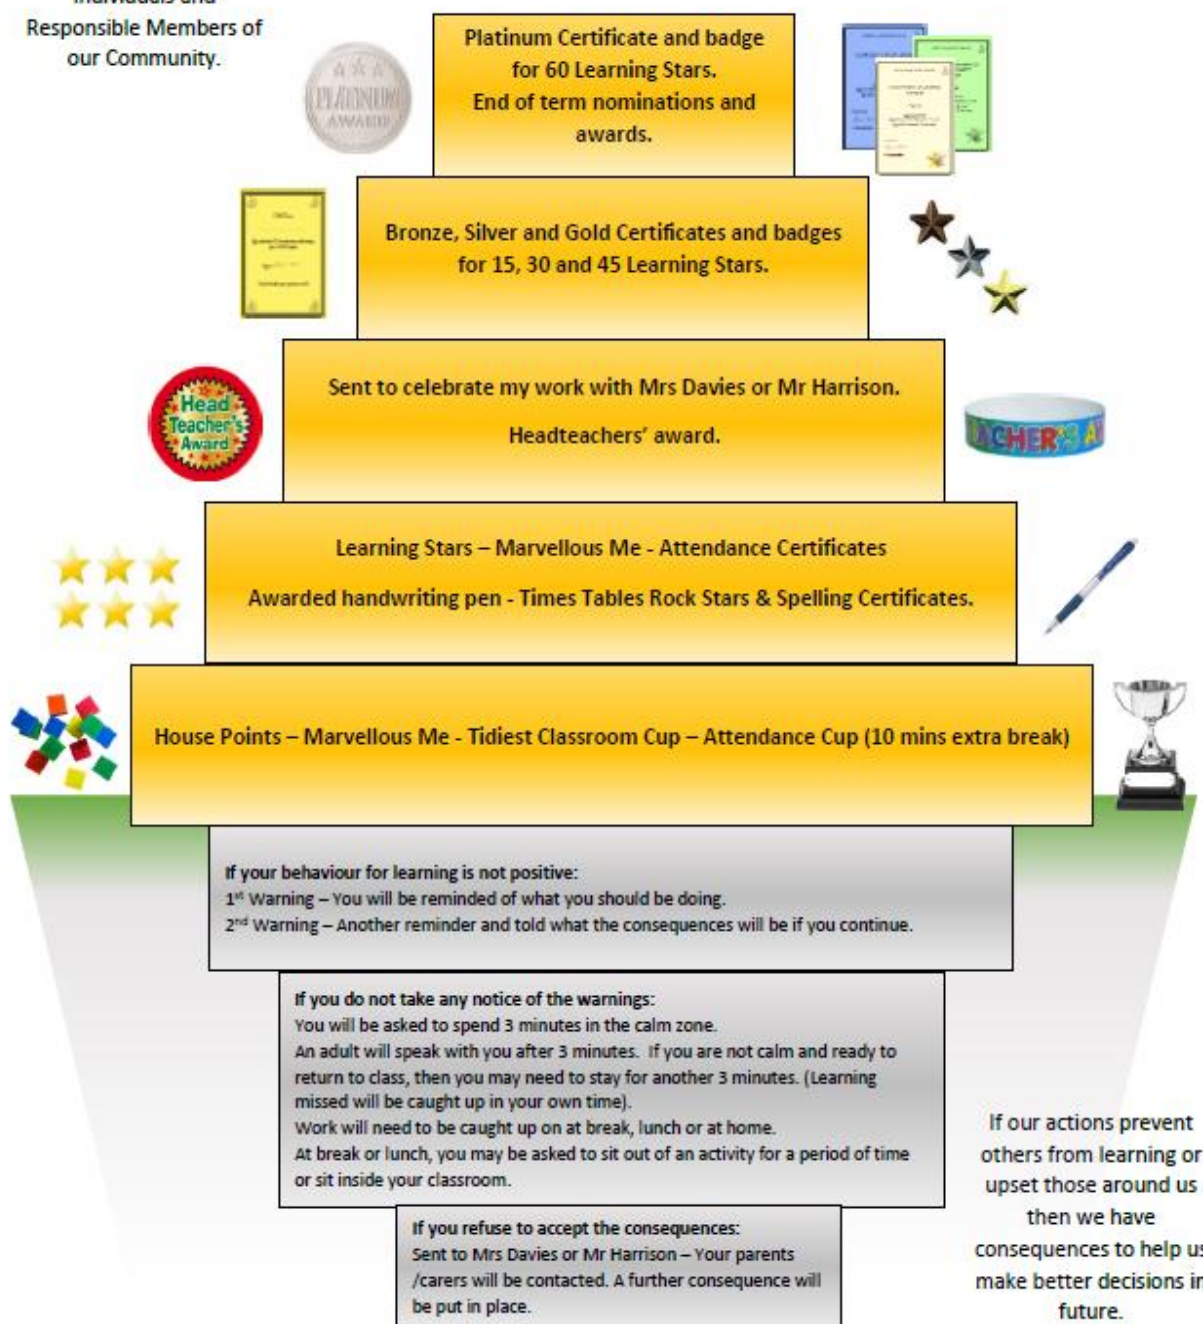 Individuals and
Responsible Members of
our Community.
Platinum Certificate and badge
for 60 Learning Stars.
End of term nominations and
awards.
PLATINUM
AWARD
Bronze, Silver and Gold Certificates and badges
for 15, 30 and 45 Learning Stars.
Sent to celebrate my work with Mrs Davies or Mr Harrison.
Headteachers’ award.
Head
Teacher's
Award
ACHER'S A
Learning Stars – Marvellous Me - Attendance Certificates
Awarded handwriting pen - Times Tables Rock Stars & Spelling Certificates.
House Points – Marvellous Me - Tidiest Classroom Cup – Attendance Cup (10 mins extra break)
If your behaviour for learning is not positive:
1st Warning – You will be reminded of what you should be doing.
2nd Warning – Another reminder and told what the consequences will be if you continue.
If you do not take any notice of the warnings:
You will be asked to spend 3 minutes in the calm zone.
An adult will speak with you after 3 minutes. If you are not calm and ready to
return to class, then you may need to stay for another 3 minutes. (Learning
missed will be caught up in your own time).
Work will need to be caught up on at break, lunch or at home.
At break or lunch, you may be asked to sit out of an activity for a period of time
or sit inside your classroom.
If you refuse to accept the consequences:
Sent to Mrs Davies or Mr Harrison – Your parents
/carers will be contacted. A further consequence will
be put in place.
If our actions prevent
others from learning or
upset those around us
then we have
consequences to help us
make better decisions in
future.